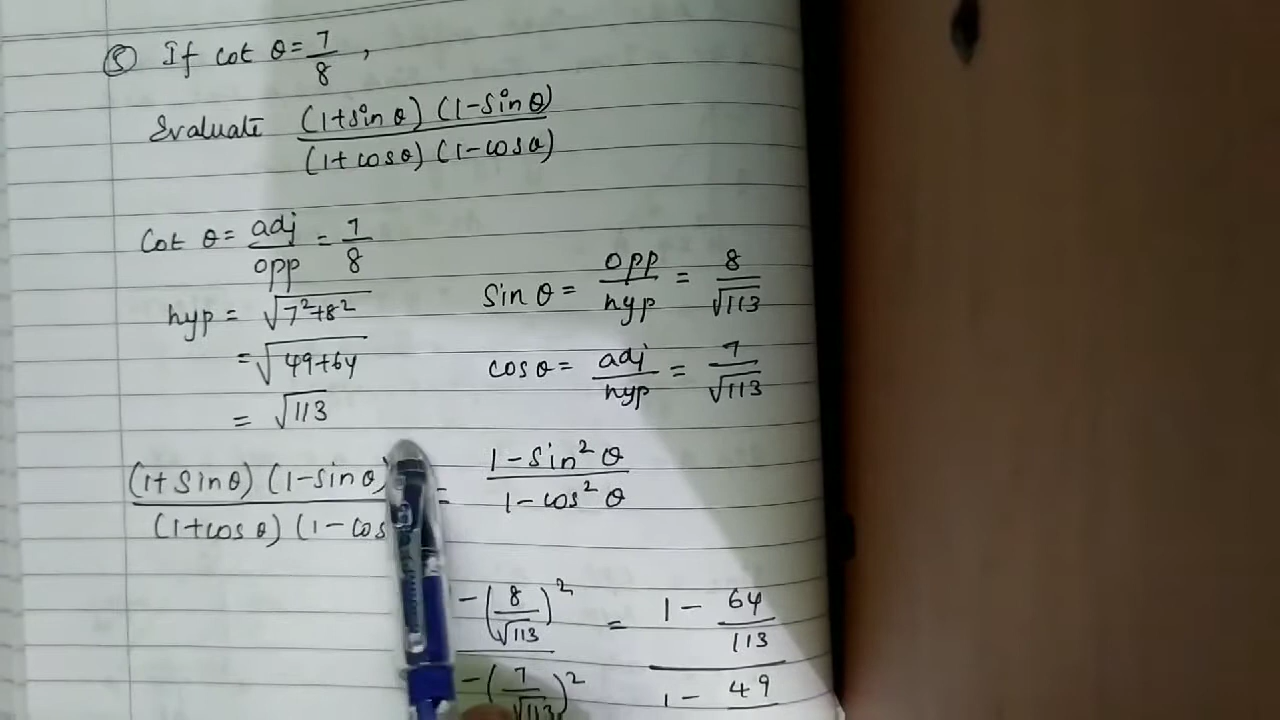 ⑤ If cot θ = 7/8 ,
Evaluate (1+sin θ) (1-sin θ) / (1+cos θ) (1-cos θ)
Cot θ = adj/opp = 7/8
hyp = √7²+8²
= √49+64
= √113
Sin θ = opp/hyp = 8/√113
cos θ = adj/hyp = 7/√113
(1+sin θ) (1-sin θ) / (1+cos θ) (1-cos = 1-sin² θ / 1-cos² θ
-(8/√113)² / -(7/√113)² = 1 - 64/113 / 1 - 49